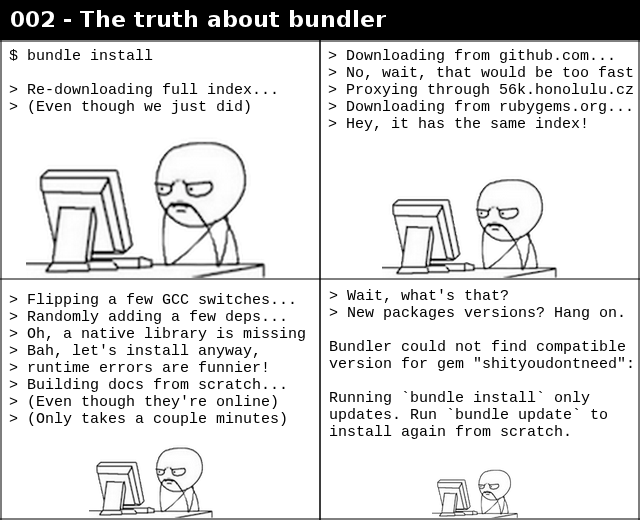 002 - The truth about bundler
$ bundle install
> Re-downloading full index...
> (Even though we just did)
> Downloading from github.com...
> No, wait, that would be too fast
> Proxying through 56k.honolulu.cz
> Downloading from rubygems.org...
> Hey, it has the same index!
> Flipping a few GCC switches...
> Randomly adding a few deps...
> Oh, a native library is missing
> Bah, let's install anyway,
> runtime errors are funnier!
> Building docs from scratch...
> (Even though they're online)
> (Only takes a couple minutes)
> Wait, what's that?
> New packages versions? Hang on.
Bundler could not find compatible
version for gem "shityoudontneed":
Running `bundle install` only
updates. Run `bundle update` to
install again from scratch.